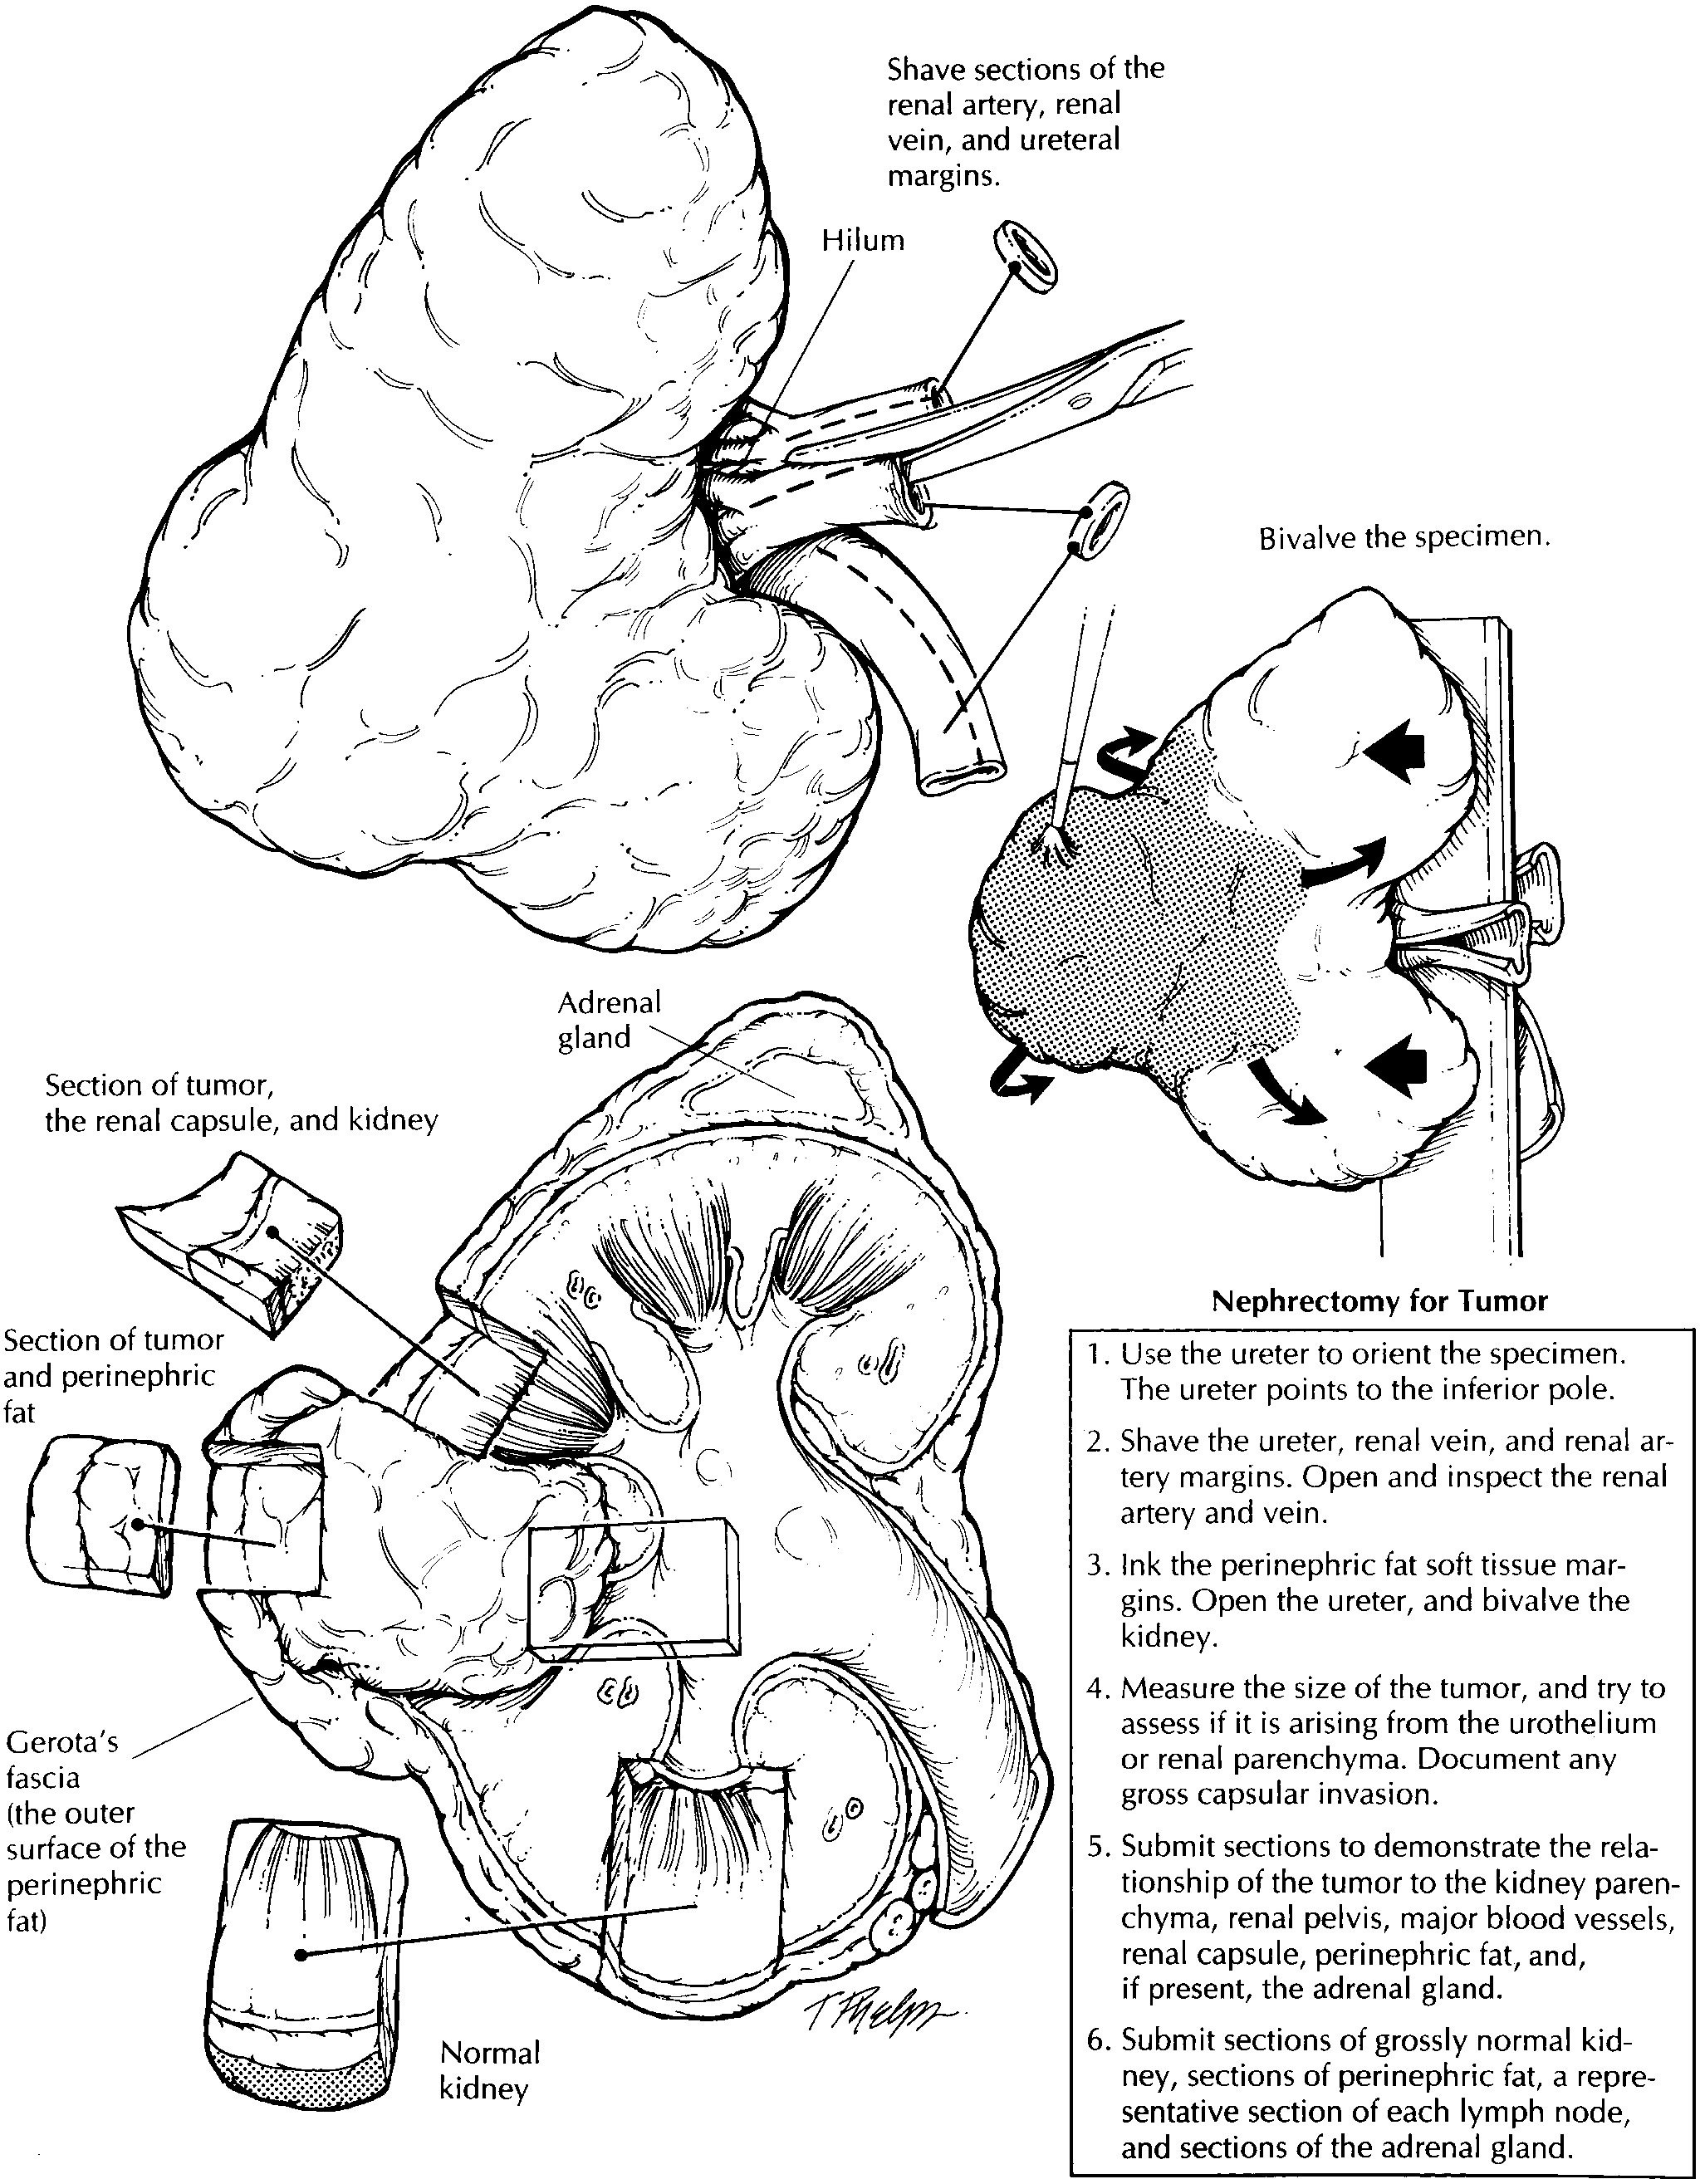 Shave sections of the
renal artery, renal
vein, and ureteral
margins.
Hilum
Bivalve the specimen.
Adrenal
gland
Section of tumor,
the renal capsule, and kidney
Section of tumor
and perinephric
fat
Gerota's
fascia
(the outer
surface of the
perinephric
fat)
Normal
kidney
T Phelps
Nephrectomy for Tumor
1. Use the ureter to orient the specimen.
The ureter points to the inferior pole.
2. Shave the ureter, renal vein, and renal ar-
tery margins. Open and inspect the renal
artery and vein.
3. Ink the perinephric fat soft tissue mar-
gins. Open the ureter, and bivalve the
kidney.
4. Measure the size of the tumor, and try to
assess if it is arising from the urothelium
or renal parenchyma. Document any
gross capsular invasion.
5. Submit sections to demonstrate the rela-
tionship of the tumor to the kidney paren-
chyma, renal pelvis, major blood vessels,
renal capsule, perinephric fat, and,
if present, the adrenal gland.
6. Submit sections of grossly normal kid-
ney, sections of perinephric fat, a repre-
sentative section of each lymph node,
and sections of the adrenal gland.